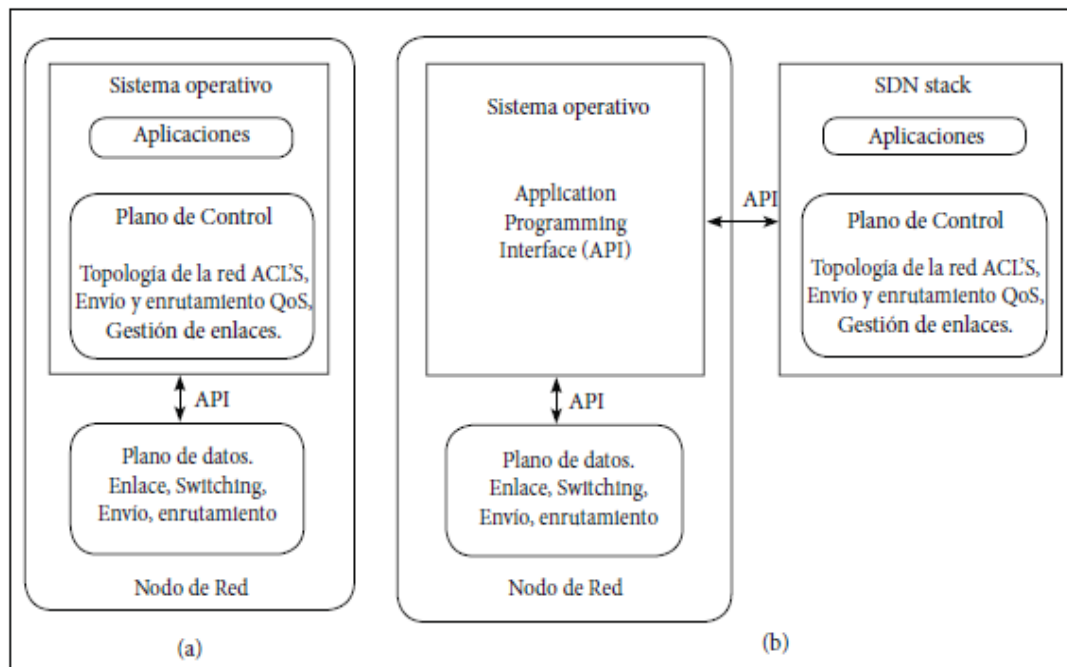 Sistema operativo
Aplicaciones
Plano de Control
Topología de la red ACL'S,
Envío y enrutamiento QoS,
Gestión de enlaces.
API
Plano de datos.
Enlace, Switching,
Envío, enrutamiento
Nodo de Red
(a)
Sistema operativo
Application
Programming
Interface (API)
API
Plano de datos.
Enlace, Switching,
Envío, enrutamiento
Nodo de Red
API
SDN stack
Aplicaciones
Plano de Control
Topología de la red ACL'S,
Envío y enrutamiento QoS,
Gestión de enlaces.
(b)